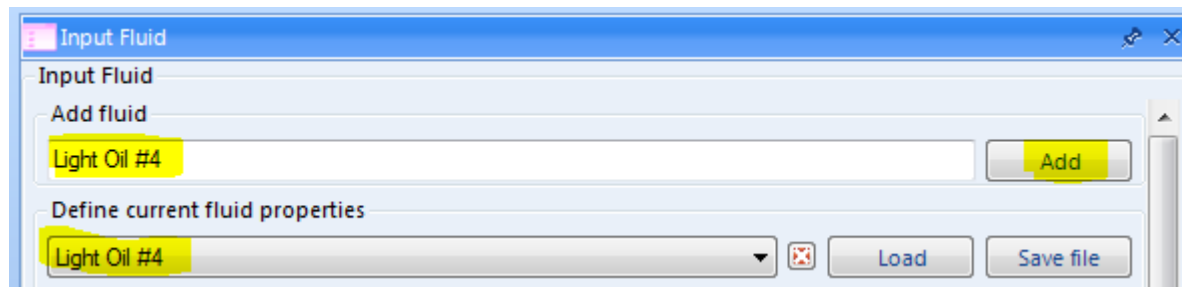 Input Fluid
Input Fluid
Add fluid
Light Oil #4 Add
Define current fluid properties
Light Oil #4 Load Save file